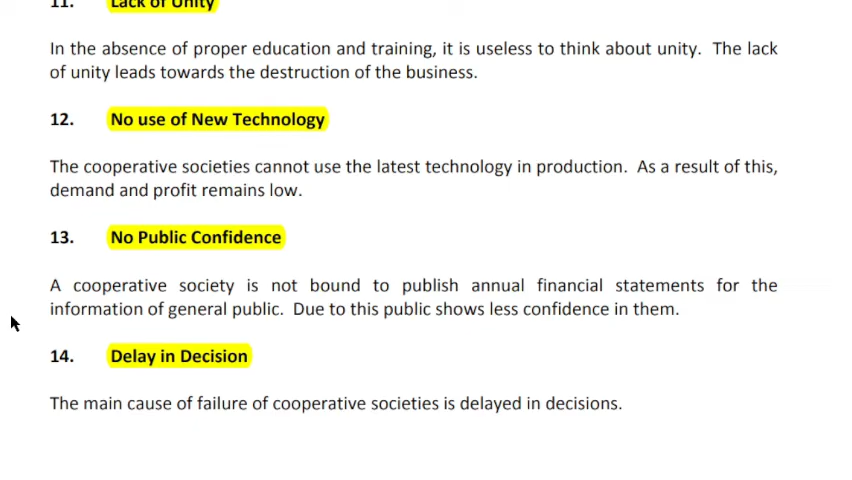 11. Lack of Unity
In the absence of proper education and training, it is useless to think about unity. The lack
of unity leads towards the destruction of the business.
12. No use of New Technology
The cooperative societies cannot use the latest technology in production. As a result of this,
demand and profit remains low.
13. No Public Confidence
A cooperative society is not bound to publish annual financial statements for the
information of general public. Due to this public shows less confidence in them.
14. Delay in Decision
The main cause of failure of cooperative societies is delayed in decisions.